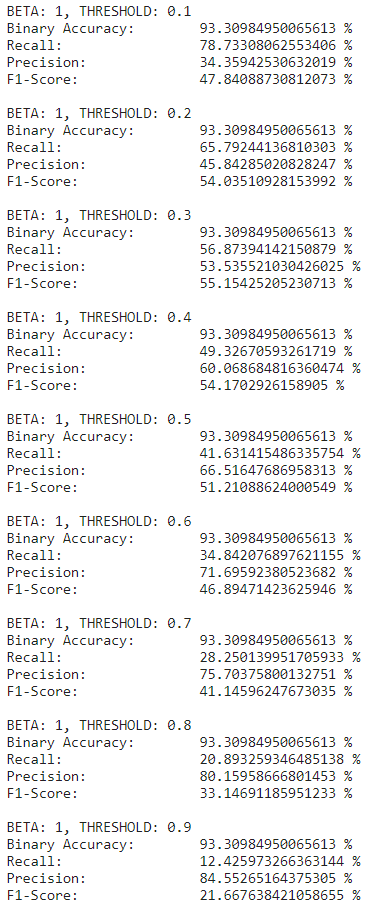 BETA: 1, THRESHOLD: 0.1
Binary Accuracy: 93.30984950065613 %
Recall: 78.73308062553406 %
Precision: 34.35942530632019 %
F1-Score: 47.84088730812073 %
BETA: 1, THRESHOLD: 0.2
Binary Accuracy: 93.30984950065613 %
Recall: 65.79244136810303 %
Precision: 45.84285020828247 %
F1-Score: 54.03510928153992 %
BETA: 1, THRESHOLD: 0.3
Binary Accuracy: 93.30984950065613 %
Recall: 56.87394142150879 %
Precision: 53.535521030426025 %
F1-Score: 55.15425205230713 %
BETA: 1, THRESHOLD: 0.4
Binary Accuracy: 93.30984950065613 %
Recall: 49.32670593261719 %
Precision: 60.068684816360474 %
F1-Score: 54.1702926158905 %
BETA: 1, THRESHOLD: 0.5
Binary Accuracy: 93.30984950065613 %
Recall: 41.631415486335754 %
Precision: 66.51647686958313 %
F1-Score: 51.21088624000549 %
BETA: 1, THRESHOLD: 0.6
Binary Accuracy: 93.30984950065613 %
Recall: 34.842076897621155 %
Precision: 71.69592380523682 %
F1-Score: 46.89471423625946 %
BETA: 1, THRESHOLD: 0.7
Binary Accuracy: 93.30984950065613 %
Recall: 28.250139951705933 %
Precision: 75.70375800132751 %
F1-Score: 41.14596247673035 %
BETA: 1, THRESHOLD: 0.8
Binary Accuracy: 93.30984950065613 %
Recall: 20.893259346485138 %
Precision: 80.15958666801453 %
F1-Score: 33.14691185951233 %
BETA: 1, THRESHOLD: 0.9
Binary Accuracy: 93.30984950065613 %
Recall: 12.425973266363144 %
Precision: 84.55265164375305 %
F1-Score: 21.667638421058655 %